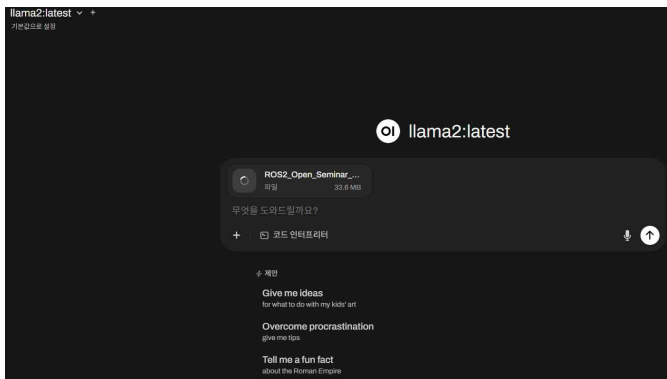 llama2:latest
기본값으로 설정
OI llama2:latest
ROS2_Open_Seminar_...
파일 33.6 MB
무엇을 도와드릴까요?
코드 인터프리터
제안
Give me ideas
for what to do with my kids' art
Overcome procrastination
give me tips
Tell me a fun fact
about the Roman Empire